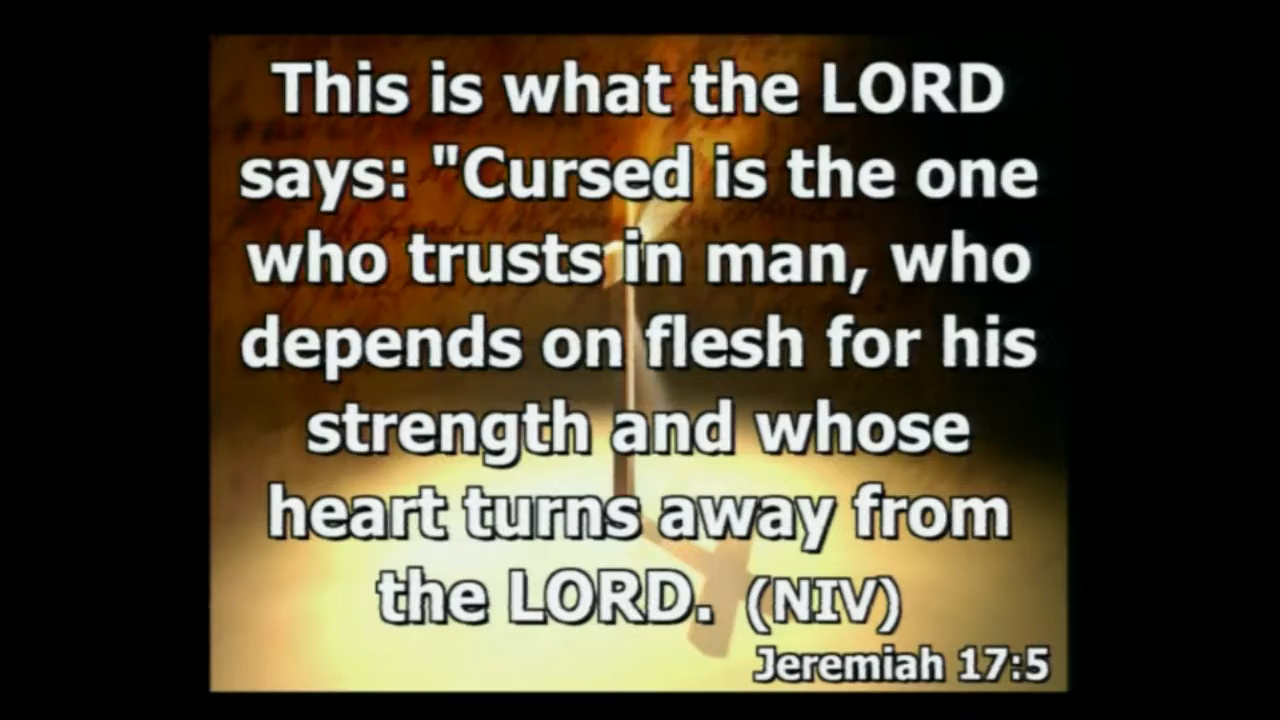 This is what the LORD
says: "Cursed is the one
who trusts in man, who
depends on flesh for his
strength and whose
heart turns away from
the LORD. (NIV)
Jeremiah 17:5